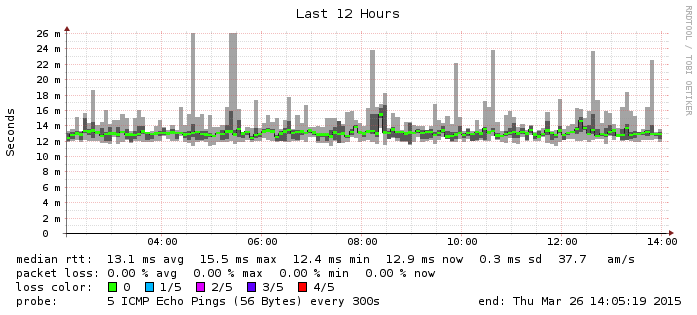 Last 12 Hours
RRDTOOL / TOBI OETIKER
Seconds
26 m
24 m
22 m
20 m
18 m
16 m
14 m
12 m
10 m
8 m
6 m
4 m
2 m
0
04:00 06:00 08:00 10:00 12:00 14:00
median rtt: 13.1 ms avg 15.5 ms max 12.4 ms min 12.9 ms now 0.3 ms sd 37.7 am/s
packet loss: 0.00 % avg 0.00 % max 0.00 % min 0.00 % now
loss color: 0 1/5 2/5 3/5 4/5
probe: 5 ICMP Echo Pings (56 Bytes) every 300s end: Thu Mar 26 14:05:19 2015